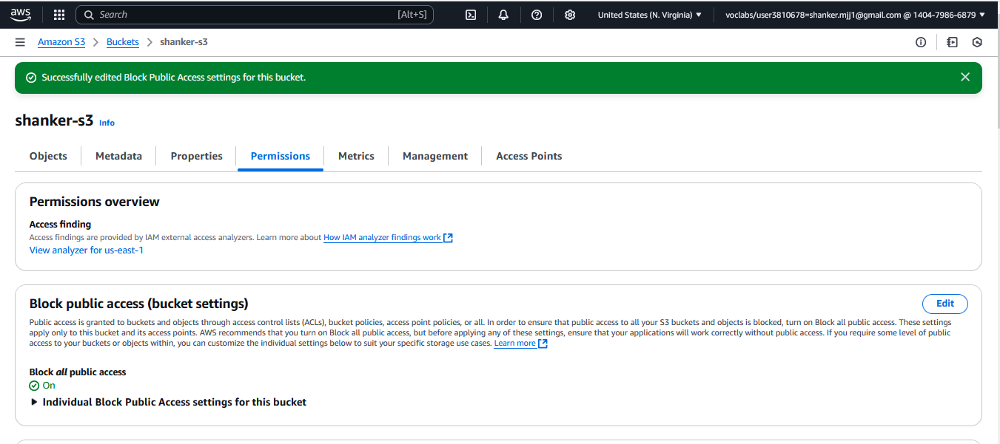 aws
Search [Alt+S] United States (N. Virginia) ▼ voclabs/user3810678=shanker.mjj1@gmail.com @ 1404-7986-6879 ▼
Amazon S3 > Buckets > shanker-s3
Successfully edited Block Public Access settings for this bucket.
shanker-s3 Info
Objects Metadata Properties Permissions Metrics Management Access Points
Permissions overview
Access finding
Access findings are provided by IAM external access analyzers. Learn more about How IAM analyzer findings work
View analyzer for us-east-1
Block public access (bucket settings) Edit
Public access is granted to buckets and objects through access control lists (ACLs), bucket policies, access point policies, or all. In order to ensure that public access to all your S3 buckets and objects is blocked, turn on Block all public access. These settings
apply only to this bucket and its access points. AWS recommends that you turn on Block all public access, but before applying any of these settings, ensure that your applications will work correctly without public access. If you require some level of public
access to your buckets or objects within, you can customize the individual settings below to suit your specific storage use cases. Learn more
Block all public access
On
Individual Block Public Access settings for this bucket